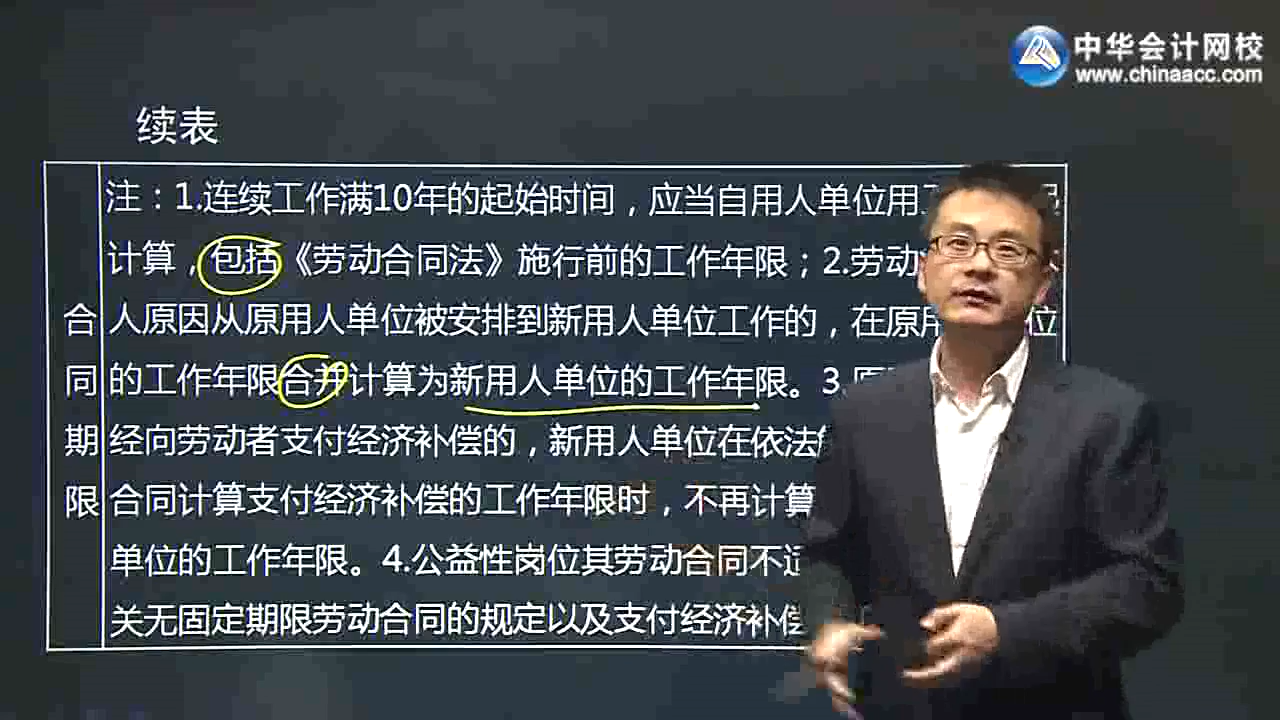 中华会计网校
www.chinaacc.com
续表
合同期限
注：1.连续工作满10年的起始时间，应当自用人单位用
计算，包括《劳动合同法》施行前的工作年限；2.劳动
人原因从原用人单位被安排到新用人单位工作的，在原用 位
的工作年限合并计算为新用人单位的工作年限。3.
经向劳动者支付经济补偿的，新用人单位在依法
合同计算支付经济补偿的工作年限时，不再计算
单位的工作年限。4.公益性岗位其劳动合同不
关无固定期限劳动合同的规定以及支付经济补偿